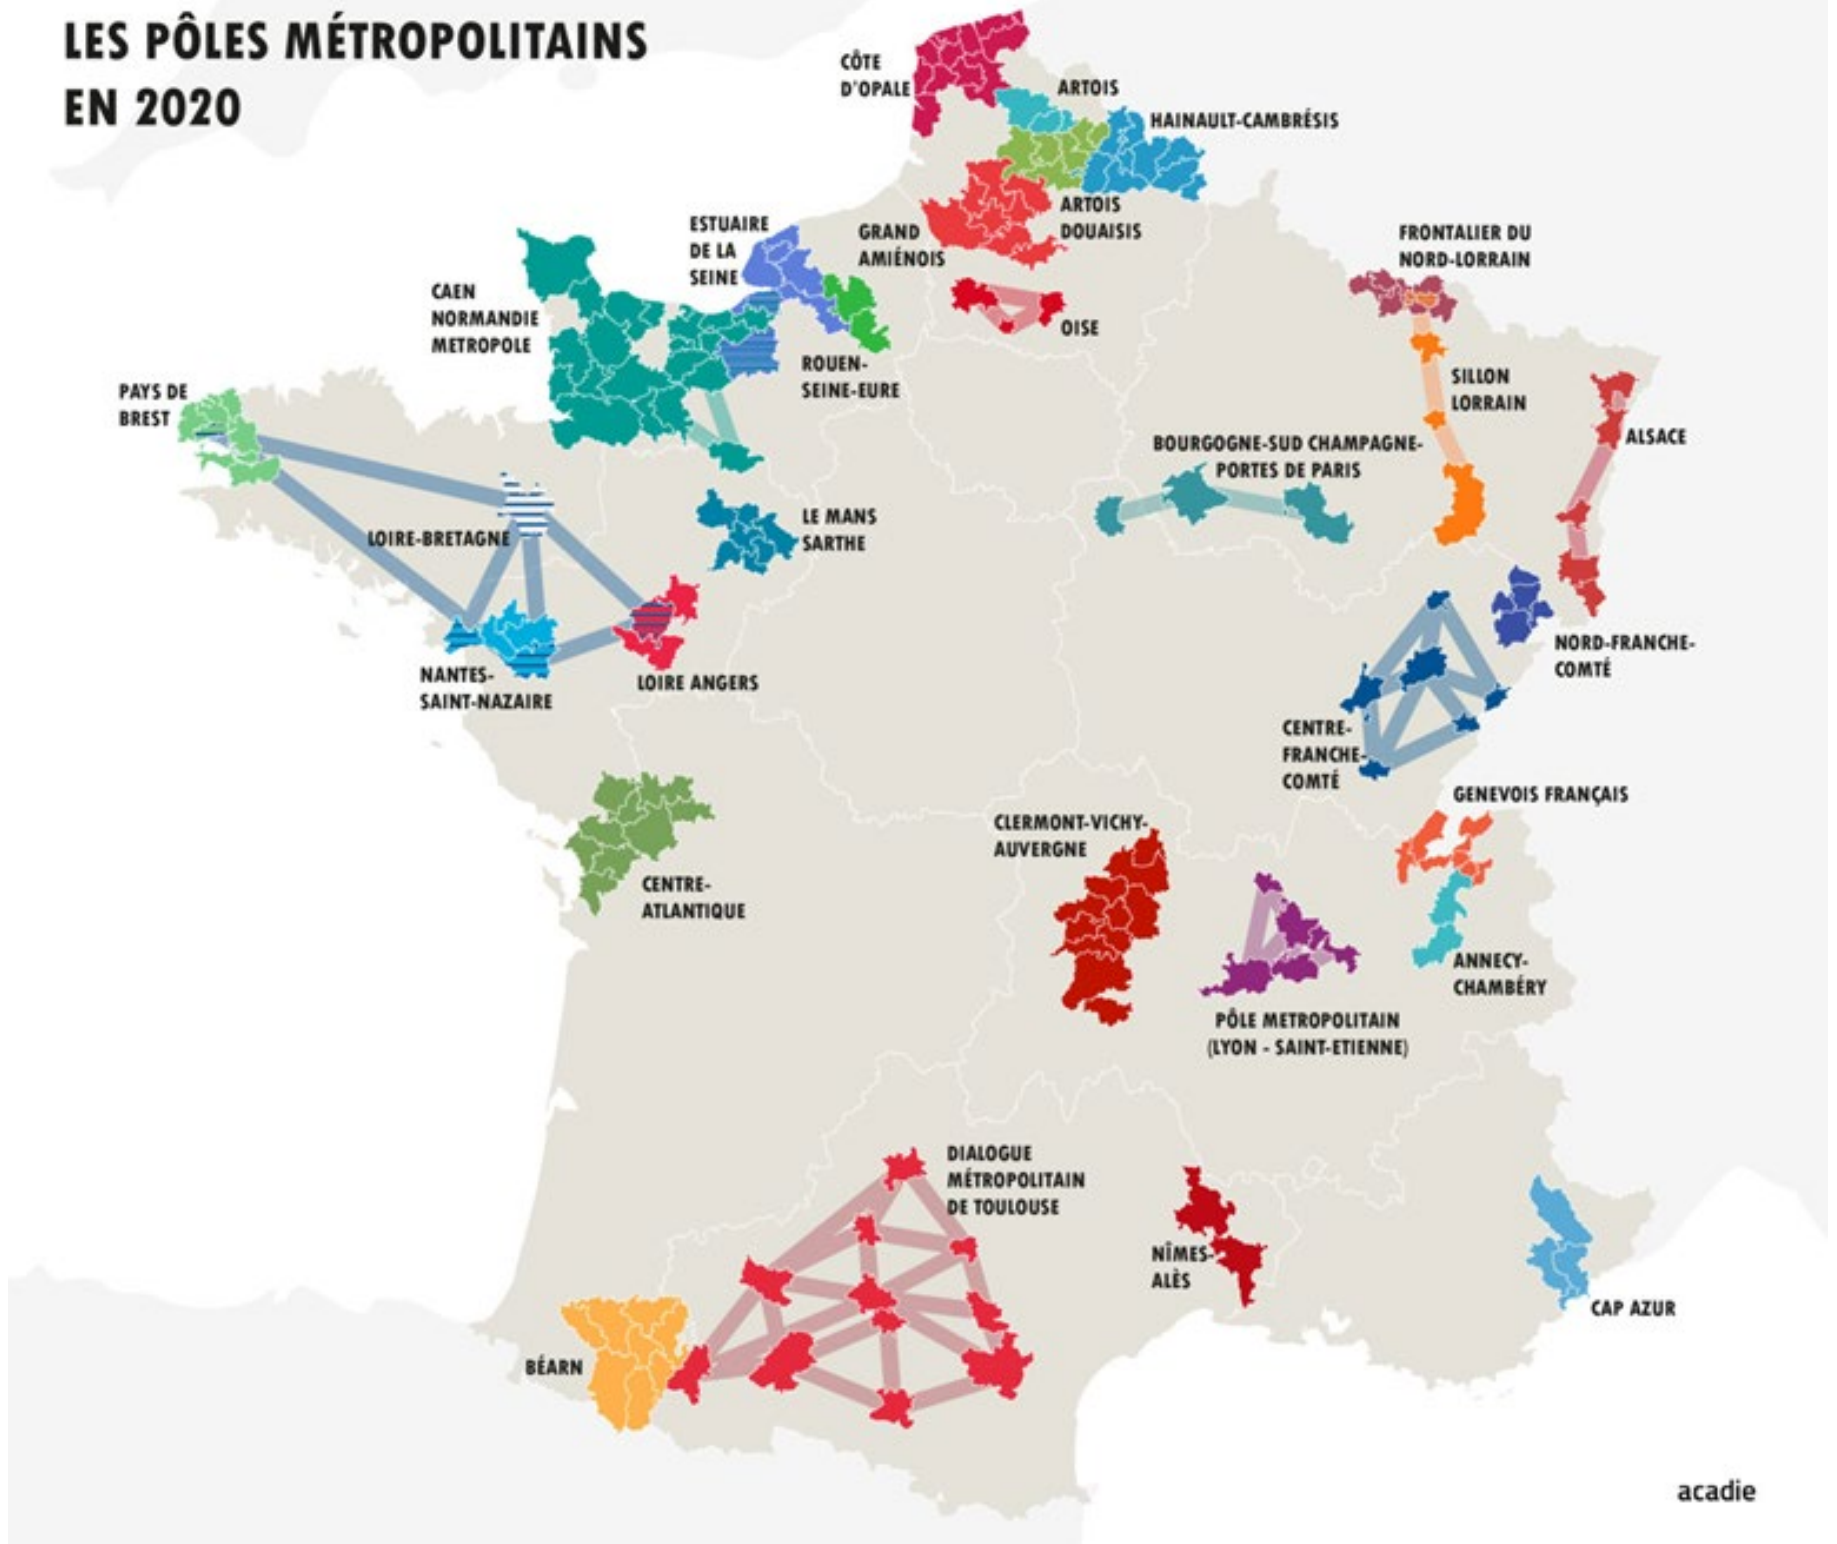 LES PÔLES MÉTROPOLITAINS
EN 2020
CÔTE
D'OPALE
ARTOIS
HAINAULT-CAMBRÉSIS
ARTOIS
DOUAISIS
GRAND
AMIÉNOIS
ESTUAIRE
DE LA
SEINE
FRONTALIER DU
NORD-LORRAIN
CAEN
NORMANDIE
METROPOLE
OISE
ROUEN-
SEINE-EURE
PAYS DE
BREST
SILLON
LORRAIN
ALSACE
BOURGOGNE-SUD CHAMPAGNE-
PORTES DE PARIS
LE MANS
SARTHE
LOIRE-BRETAGNE
NORD-FRANCHE-
COMTÉ
NANTES-
SAINT-NAZAIRE
LOIRE ANGERS
CENTRE-
FRANCHE-
COMTÉ
GENEVOIS FRANÇAIS
CLERMONT-VICHY-
AUVERGNE
CENTRE-
ATLANTIQUE
ANNECY-
CHAMBÉRY
PÔLE METROPOLITAIN
(LYON - SAINT-ETIENNE)
DIALOGUE
MÉTROPOLITAIN
DE TOULOUSE
NÎMES-
ALÈS
CAP AZUR
BÉARN
acadie